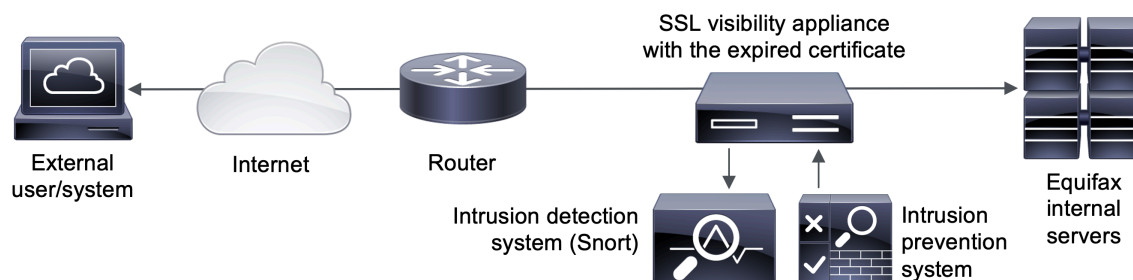 SSL visibility appliance
with the expired certificate
External
user/system
Internet
Router
Equifax
internal
servers
Intrusion detection
system (Snort)
Intrusion
prevention
system